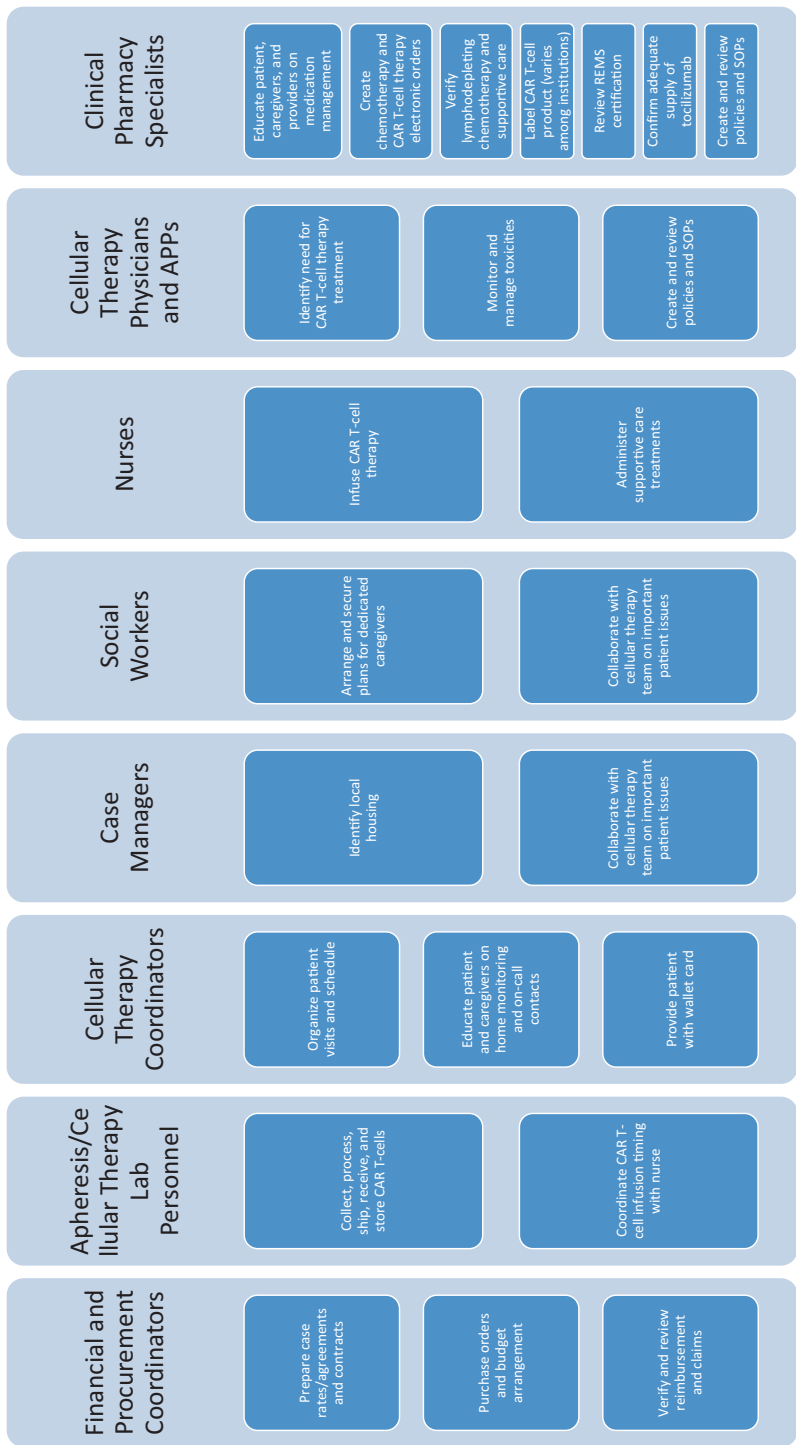 Financial and
Procurement
Coordinators
Prepare case
rates/agreements
and contracts
Purchase orders
and budget
arrangement
Verify and review
reimbursement
and claims
Apheresis/Ce
llular Therapy
Lab
Personnel
Collect, process,
ship, receive, and
store CAR T-cells
Coordinate CAR T-
cell infusion timing
with nurse
Cellular
Therapy
Coordinators
Organize patient
visits and schedule
Educate patient
and caregivers on
home monitoring
and on-call
contacts
Provide patient
with wallet card
Case
Managers
Identify local
housing
Collaborate with
cellular therapy
team on important
patient issues
Social
Workers
Arrange and secure
plans for dedicated
caregivers
Collaborate with
cellular therapy
team on important
patient issues
Nurses
Infuse CAR T-cell
therapy
Administer
supportive care
treatments
Cellular
Therapy
Physicians
and APPs
Identify need for
CAR T-cell therapy
treatment
Monitor and
manage toxicities
Create and review
policies and SOPs
Clinical
Pharmacy
Specialists
Educate patient,
caregivers, and
providers on
medication
management
Create
chemotherapy and
CAR T-cell therapy
electronic orders
Verify
lymphodepleting
chemotherapy and
supportive care
Label CAR T-cell
product (varies
among institutions)
Review REMS
certification
Confirm adequate
supply of
tocilizumab
Create and review
policies and SOPs